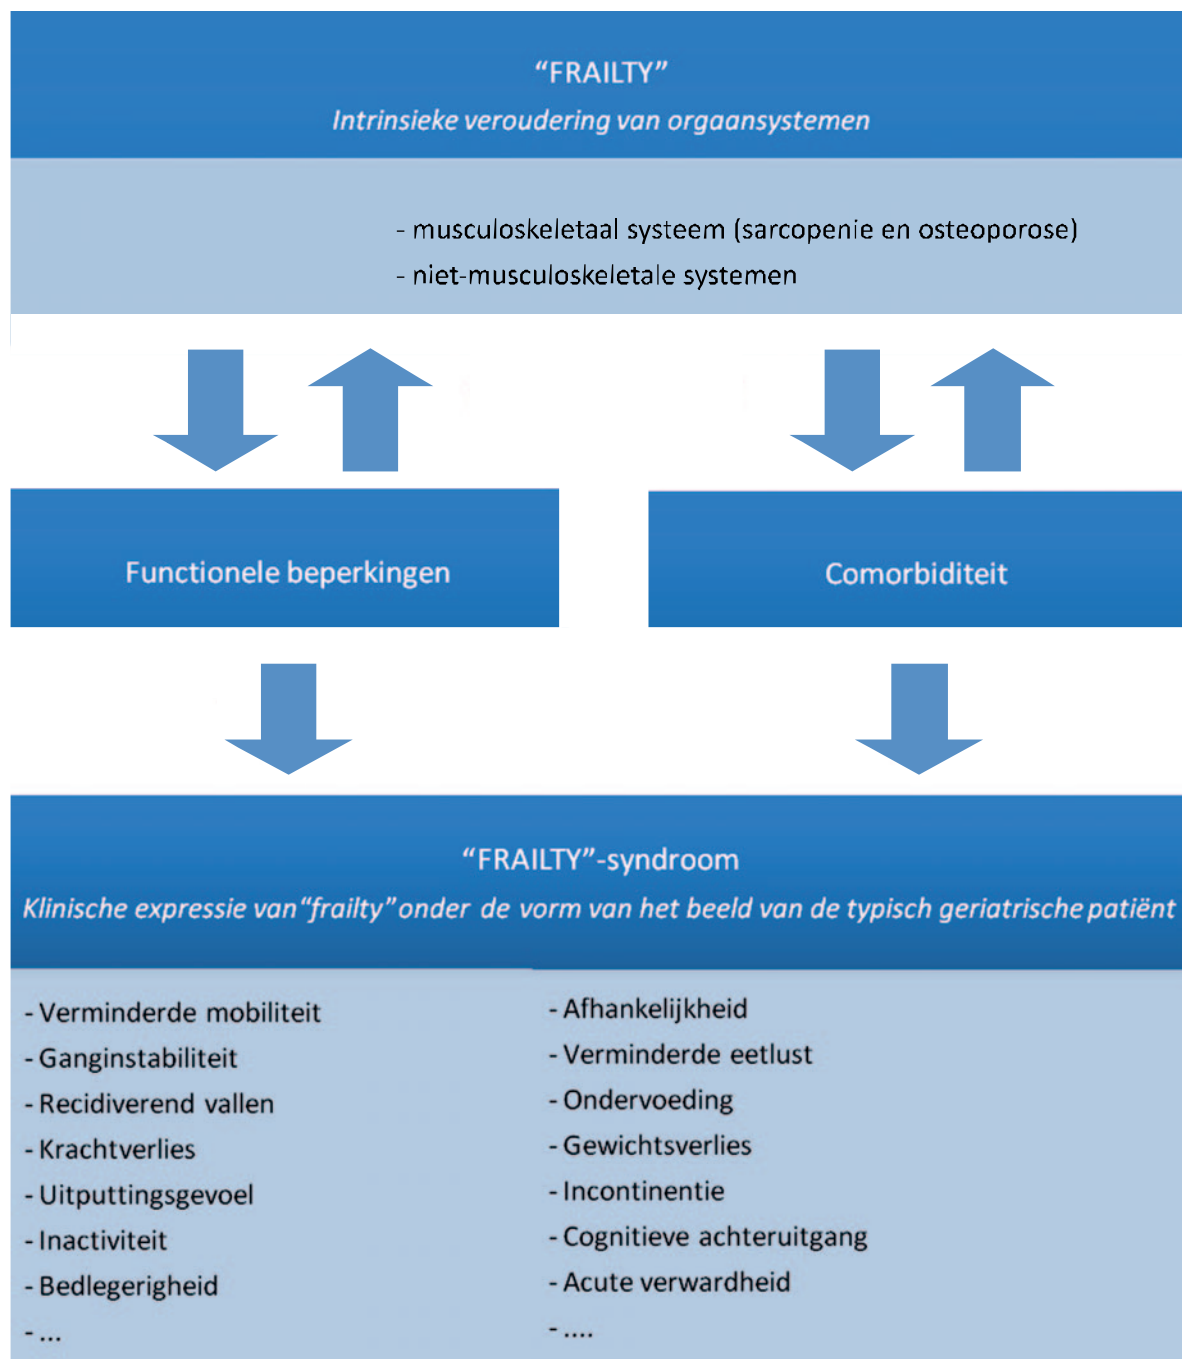 “FRAILTY”
Intrinsieke veroudering van orgaansystemen
- musculoskeletaal systeem (sarcopenie en osteoporose)
- niet-musculoskeletale systemen
Functionele beperkingen
Comorbiditeit
“FRAILTY”-syndroom
Klinische expressie van “frailty” onder de vorm van het beeld van de typisch geriatrische patiënt
- Verminderde mobiliteit
- Ganginstabiliteit
- Recidiverend vallen
- Krachtverlies
- Uitputtingsgevoel
- Inactiviteit
- Bedlegerigheid
- ...
- Afhankelijkheid
- Verminderde eetlust
- Ondervoeding
- Gewichtsverlies
- Incontinentie
- Cognitieve achteruitgang
- Acute verwardheid
- ....